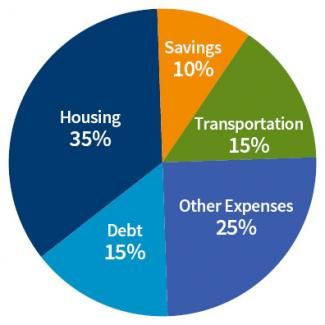 Savings
10%
Housing
35%
Transportation
15%
Other Expenses
25%
Debt
15%